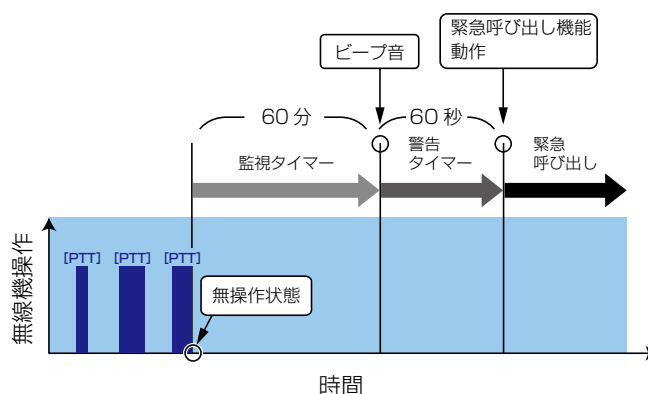 ビープ音
緊急呼び出し機能
動作
60分
60秒
監視タイマー
警告
タイマー
緊急
呼び出し
無線機操作
[PTT]
[PTT]
[PTT]
無操作状態
時間